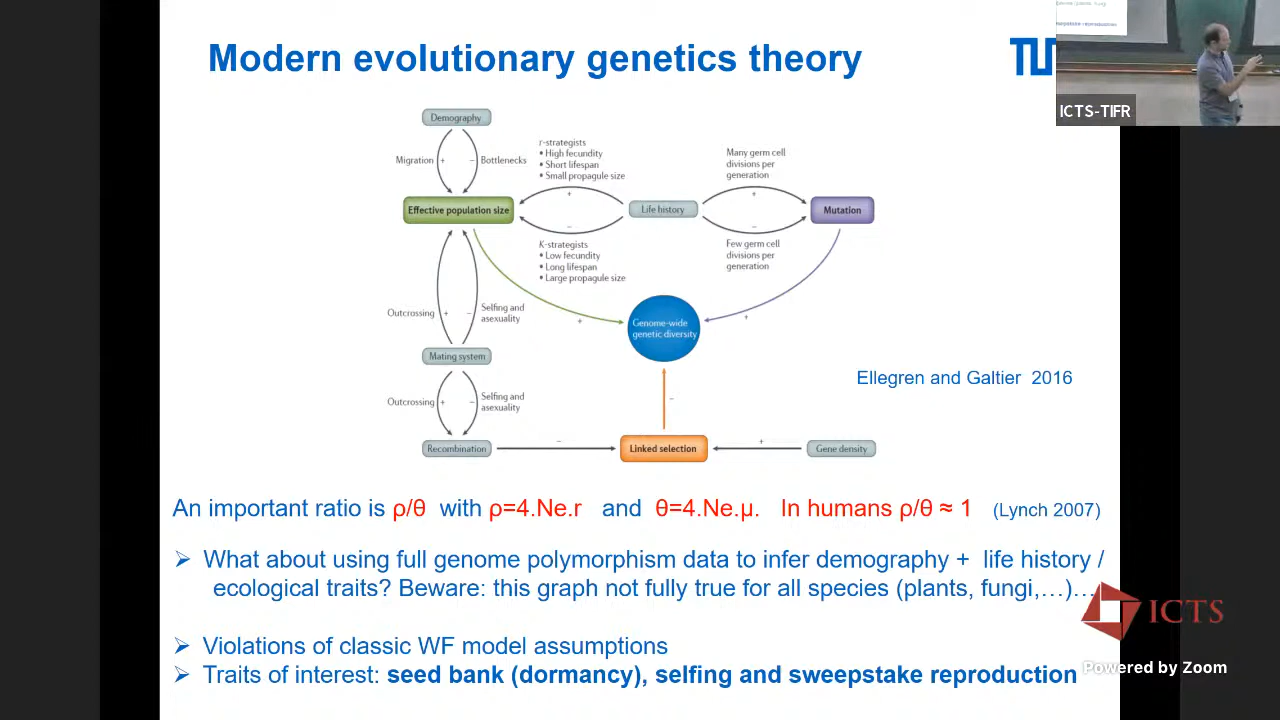 Modern evolutionary genetics theory
ICTS-TIFR
Demography
Migration
+
−
Bottlenecks
r-strategists
• High fecundity
• Short lifespan
• Small propagule size
Many germ cell
divisions per
generation
Effective population size
+
Life history
+
Mutation
−
−
K-strategists
• Low fecundity
• Long lifespan
• Large propagule size
Few germ cell
divisions per
generation
Outcrossing
+
−
Selfing and
asexuality
+
Genome-wide
genetic diversity
+
Mating system
Ellegren and Galtier 2016
Outcrossing
+
−
Selfing and
asexuality
−
Recombination
−
Linked selection
+
Gene density
An important ratio is ρ/θ with ρ=4.Ne.r and θ=4.Ne.μ. In humans ρ/θ ≈ 1 (Lynch 2007)
➢ What about using full genome polymorphism data to infer demography + life history /
ecological traits? Beware: this graph not fully true for all species (plants, fungi,…)…
ICTS
➢ Violations of classic WF model assumptions
➢ Traits of interest: seed bank (dormancy), selfing and sweepstake reproduction
Powered by Zoom